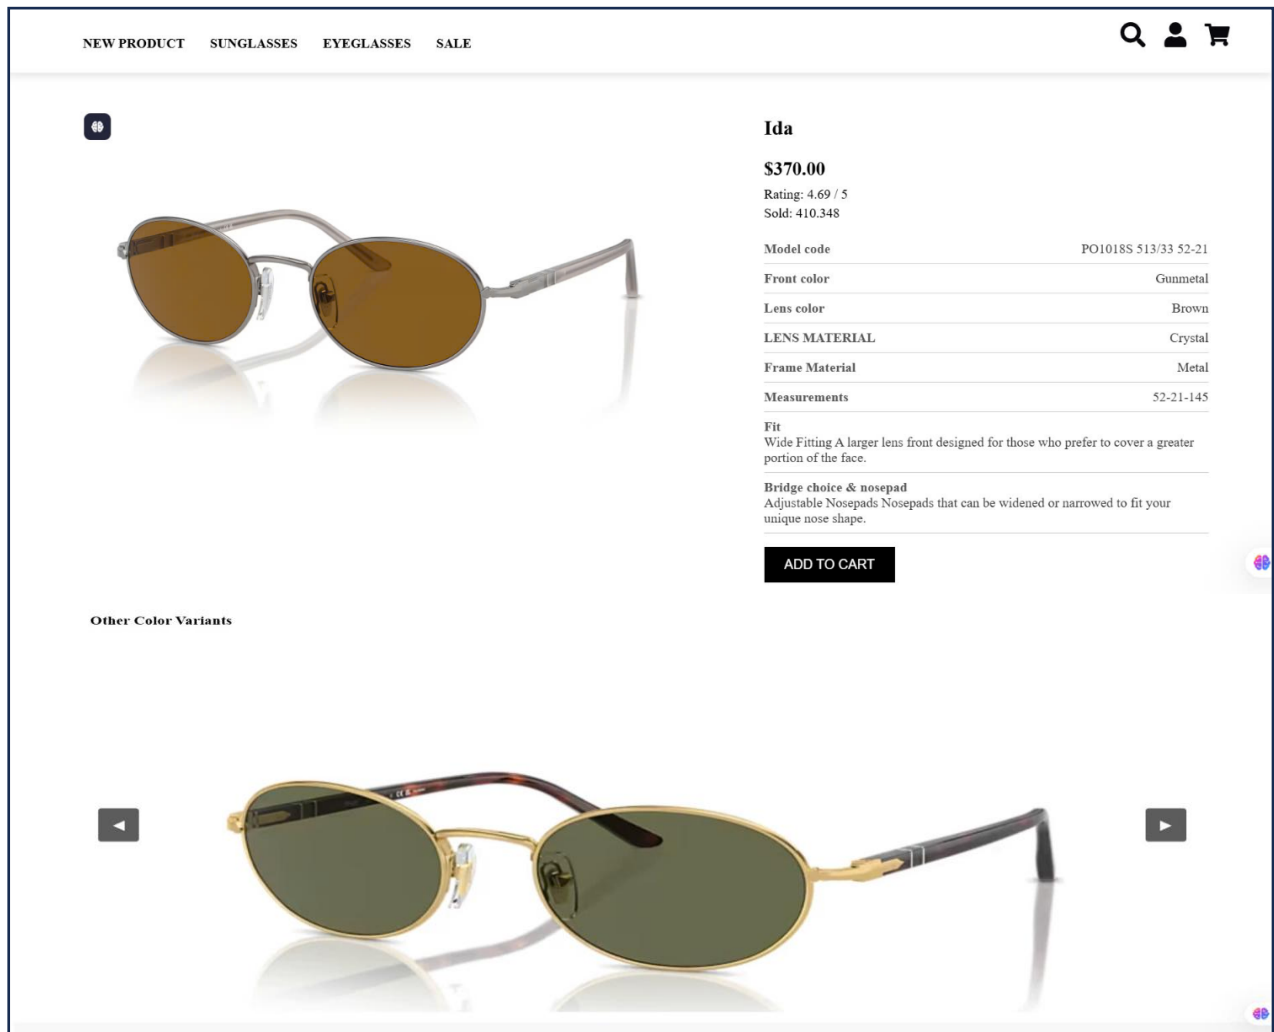 NEW PRODUCT SUNGLASSES EYEGLASSES SALE
Ida
$370.00
Rating: 4.69 / 5
Sold: 410.348
Model code PO1018S 513/33 52-21
Front color Gunmetal
Lens color Brown
LENS MATERIAL Crystal
Frame Material Metal
Measurements 52-21-145
Fit
Wide Fitting A larger lens front designed for those who prefer to cover a greater
portion of the face.
Bridge choice & nosepad
Adjustable Nosepads Nosepads that can be widened or narrowed to fit your
unique nose shape.
ADD TO CART
Other Color Variants